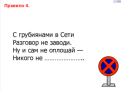 Правило 4.
С грубиянами в Сети
Разговор не заводи.
Ну и сам не оплошай —
Никого не ………………..